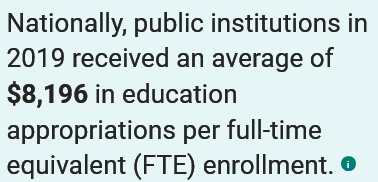 Nationally, public institutions in
2019 received an average of
$8,196 in education
appropriations per full-time
equivalent (FTE) enrollment. i